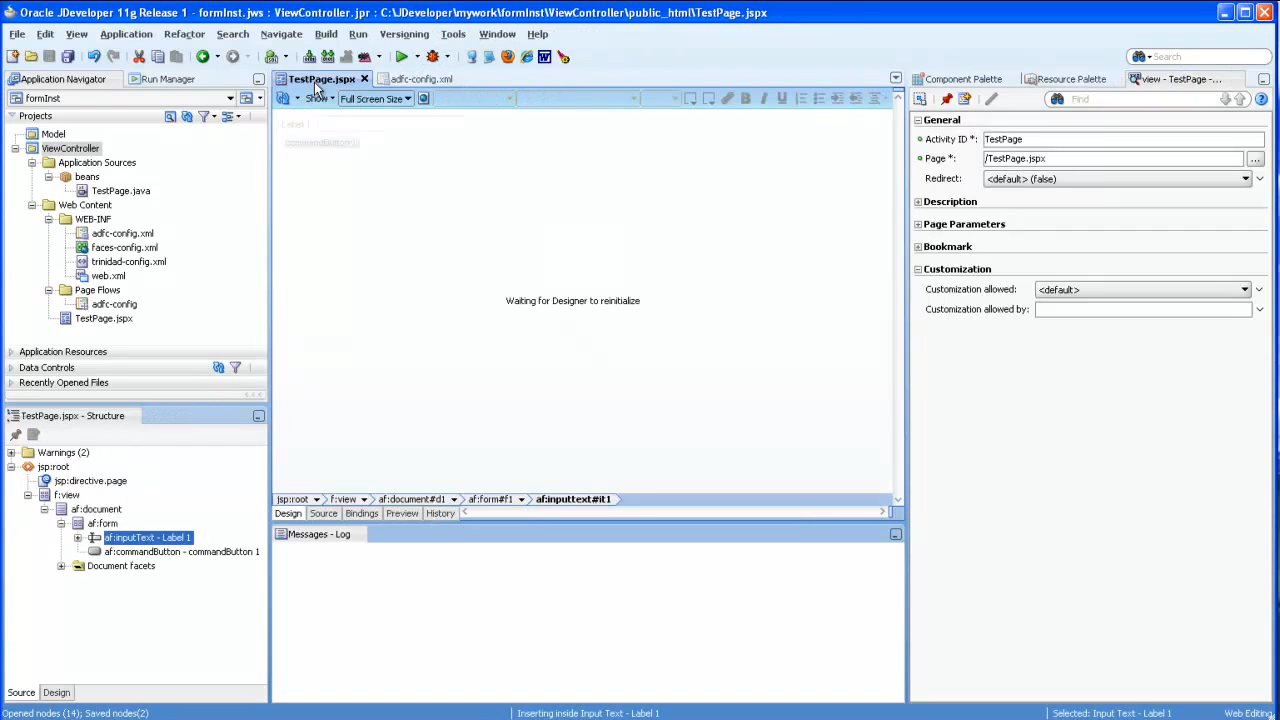 Oracle JDeveloper 11g Release 1 - formInst.jws : ViewController.jpr : C:\JDeveloper\mywork\formInst\ViewController\public_html\TestPage.jspx
File Edit View Application Refactor Search Navigate Build Run Versioning Tools Window Help
Search
Application Navigator Run Manager
TestPage.jspx adfc-config.xml
Component Palette Resource Palette view - TestPage -...
formInst
Show Full Screen Size
Find
Projects
General
Label 1
Model
Activity ID *: TestPage
commandButton 1
ViewController
Page *: /TestPage.jspx
Application Sources
beans
Redirect: <default> (false)
TestPage.java
Description
Web Content
WEB-INF
Page Parameters
adfc-config.xml
faces-config.xml
Bookmark
trinidad-config.xml
Customization
web.xml
Page Flows
Customization allowed: <default>
Waiting for Designer to reinitialize
adfc-config
Customization allowed by:
TestPage.jspx
Application Resources
Data Controls
Recently Opened Files
TestPage.jspx - Structure
Warnings (2)
jsp:root
jsp:directive.page
f:view
af:document
af:form
af:inputText - Label 1
af:commandButton - commandButton 1
Document facets
jsp:root f:view af:document#d1 af:form#f1 af:inputtext#it1
Design Source Bindings Preview History
Messages - Log
Source Design
Opened nodes (14); Saved nodes(2) Inserting inside Input Text - Label 1 Selected: Input Text - Label 1 Web Editing